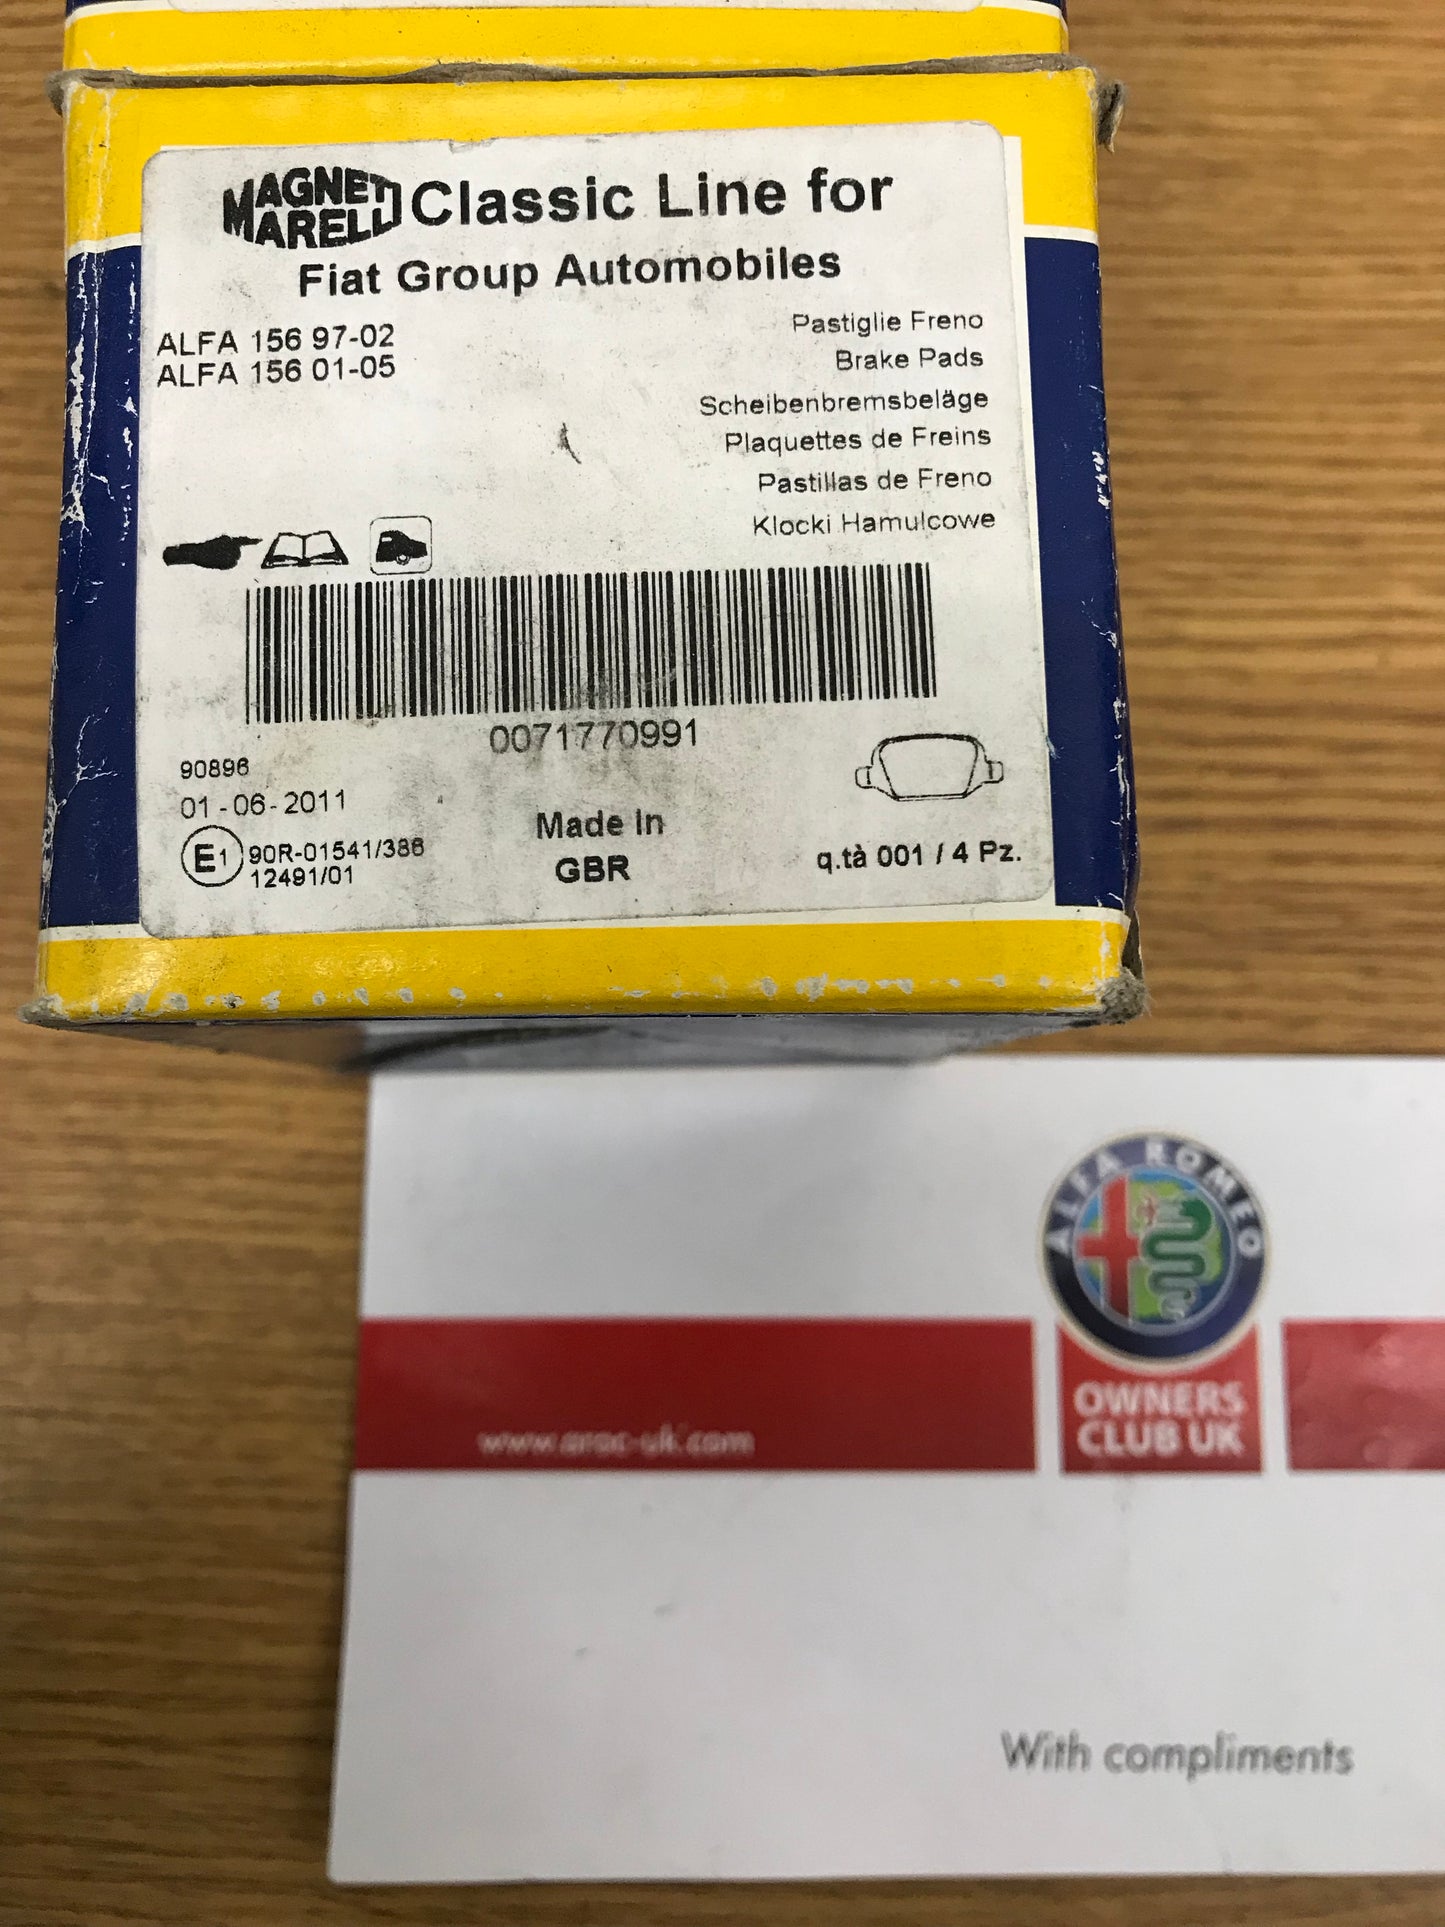 MAGNETI
MARELLI
Classic Line for
Fiat Group Automobiles
ALFA 156 97-02
ALFA 156 01-05
Pastiglie Freno
Brake Pads
Scheibenbremsbeläge
Plaquettes de Freins
Pastillas de Freno
Klocki Hamulcowe
0071770991
90896
01-06-2011
E1 90R-01541/386
12491/01
Made In
GBR
q.tà 001 / 4 Pz.
ALFA ROMEO
OWNERS
CLUB UK
www.aroc-uk.com
With compliments